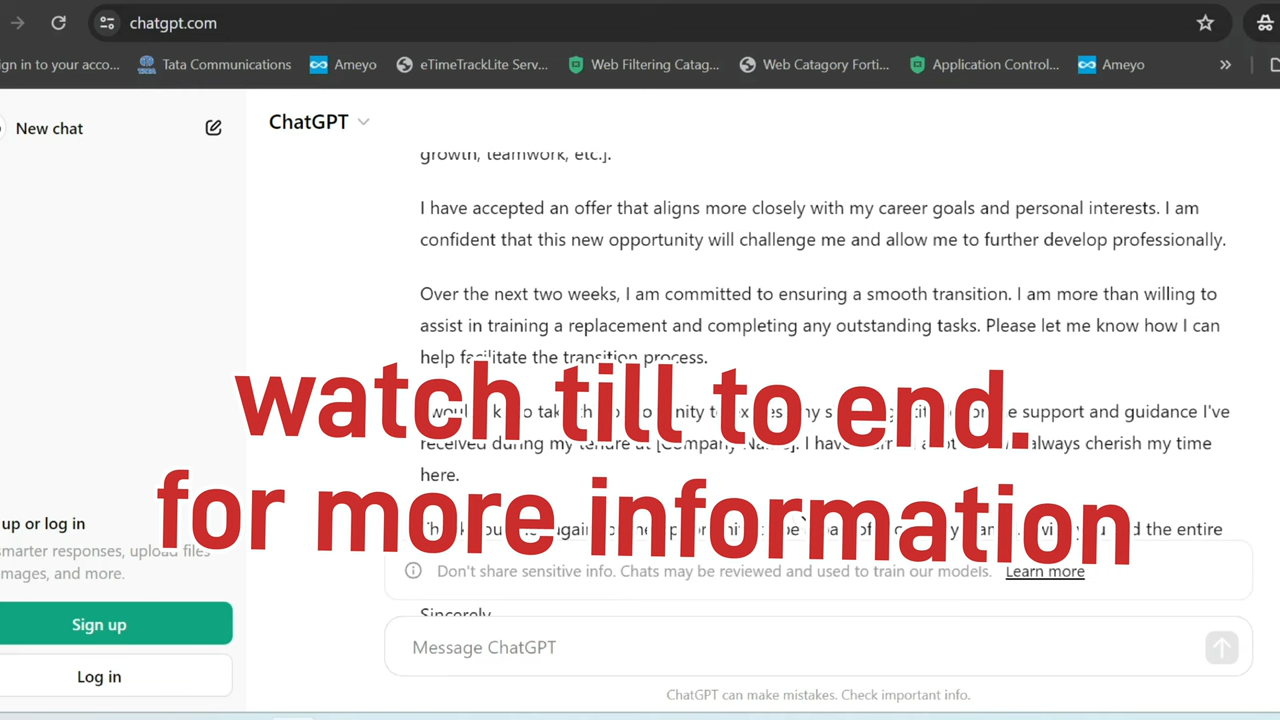 chatgpt.com
ign in to your acco...
Tata Communications
Ameyo
eTimeTrackLite Serv...
Web Filtering Catag...
Web Catagory Forti...
Application Control...
Ameyo
»
New chat
ChatGPT
growth, teamwork, etc.].
I have accepted an offer that aligns more closely with my career goals and personal interests. I am
confident that this new opportunity will challenge me and allow me to further develop professionally.
Over the next two weeks, I am committed to ensuring a smooth transition. I am more than willing to
assist in training a replacement and completing any outstanding tasks. Please let me know how I can
help facilitate the transition process.
watch till to end.
support and guidance I've
received during my tenure at [Company Name]. I have always cherish my time
here.
for more information
the entire
up or log in
smarter responses, upload files
mages, and more.
Don't share sensitive info. Chats may be reviewed and used to train our models. Learn more
Sincerely
Sign up
Message ChatGPT
Log in
ChatGPT can make mistakes. Check important info.